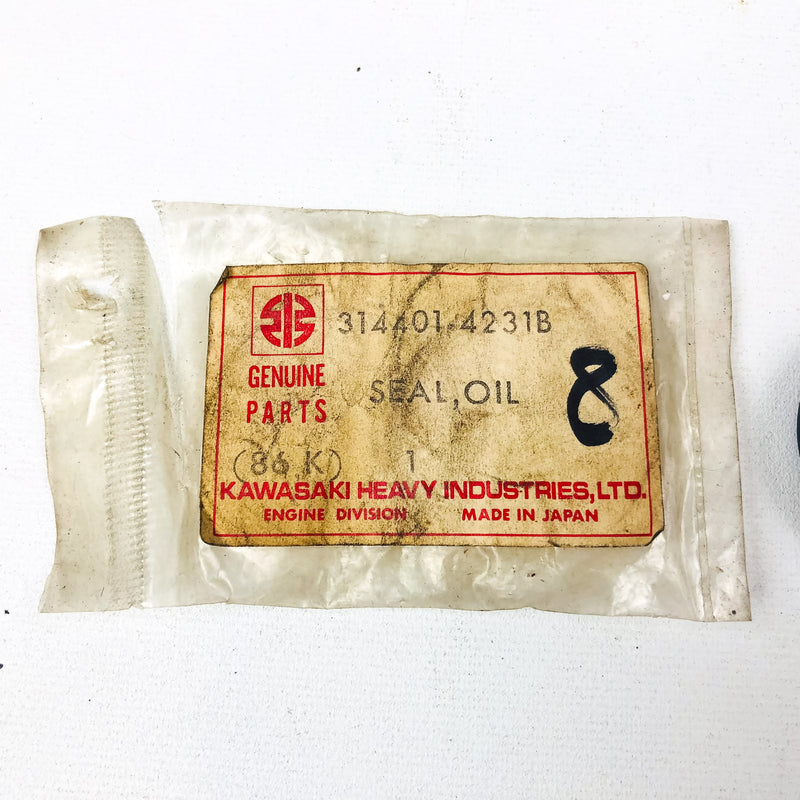 314401-4231B
GENUINE
PARTS
SEAL, OIL
8
(86 K) 1
KAWASAKI HEAVY INDUSTRIES, LTD.
ENGINE DIVISION MADE IN JAPAN